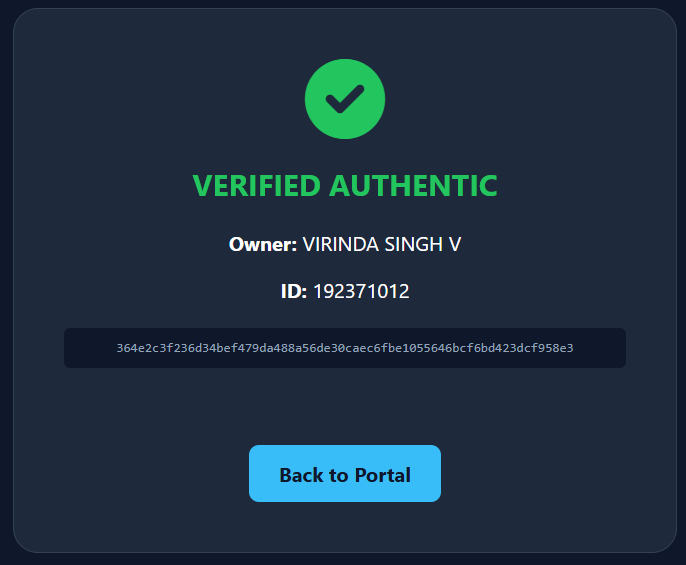 VERIFIED AUTHENTIC
Owner: VIRINDA SINGH V
ID: 192371012
364e2c3f236d34bef479da488a56de30caec6fbe1055646bcf6bd423dcf958e3
Back to Portal